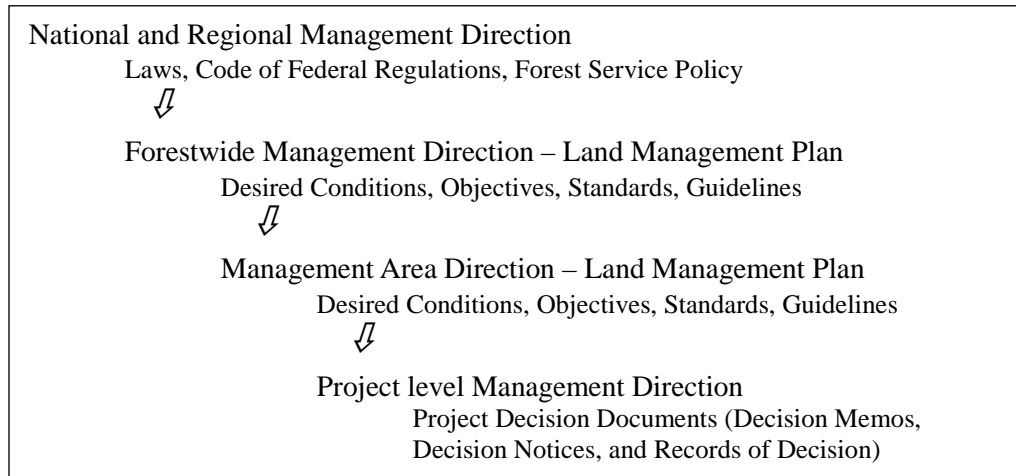 National and Regional Management Direction
Laws, Code of Federal Regulations, Forest Service Policy
Forestwide Management Direction – Land Management Plan
Desired Conditions, Objectives, Standards, Guidelines
Management Area Direction – Land Management Plan
Desired Conditions, Objectives, Standards, Guidelines
Project level Management Direction
Project Decision Documents (Decision Memos,
Decision Notices, and Records of Decision)